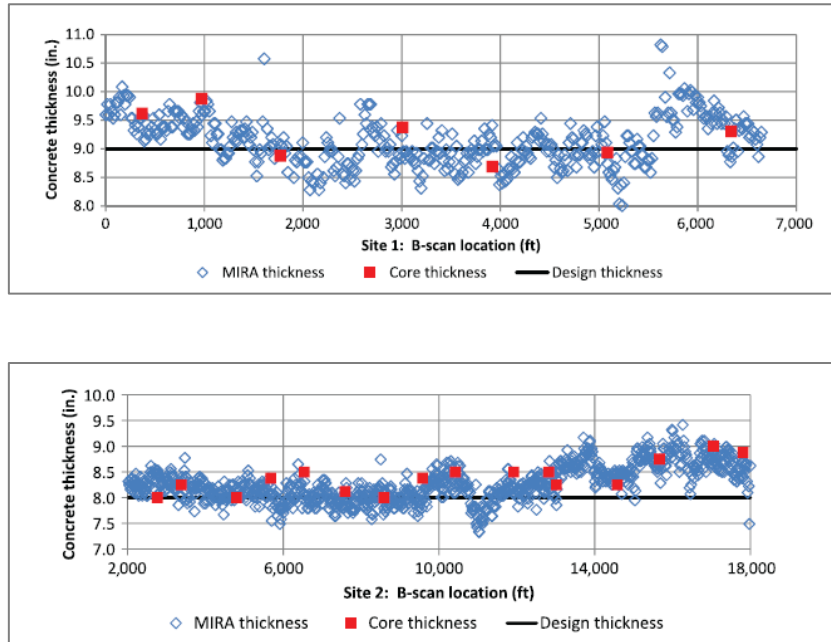 Concrete thickness (in.)
11.0
10.5
10.0
9.5
9.0
8.5
8.0
0 1,000 2,000 3,000 4,000 5,000 6,000 7,000
Site 1: B-scan location (ft)
MIRA thickness Core thickness Design thickness
Concrete thickness (in.)
10.0
9.5
9.0
8.5
8.0
7.5
7.0
2,000 6,000 10,000 14,000 18,000
Site 2: B-scan location (ft)
MIRA thickness Core thickness Design thickness